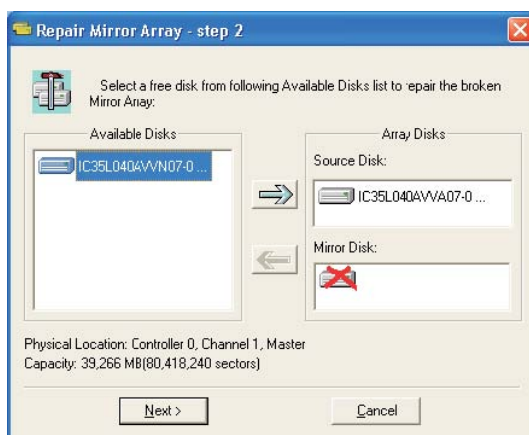 Repair Mirror Array - step 2
Select a free disk from following Available Disks list to repair the broken
Mirror Array:
Available Disks
IC35L040AVVN07-0 ...
Array Disks
Source Disk:
IC35L040AVVA07-0 ...
Mirror Disk:
Physical Location: Controller 0, Channel 1, Master
Capacity: 39,266 MB(80,418,240 sectors)
Next >
Cancel